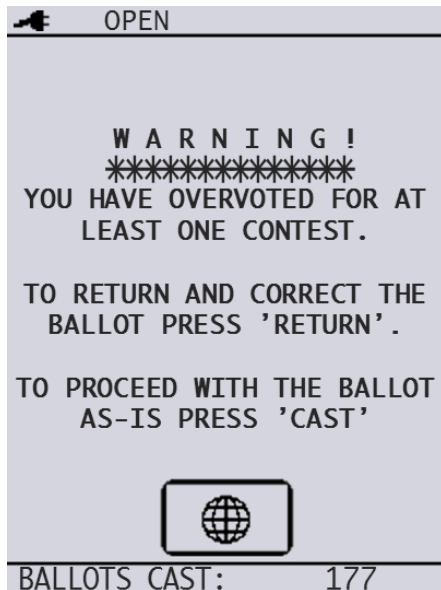 OPEN
W A R N I N G !
**************
YOU HAVE OVERVOTED FOR AT
LEAST ONE CONTEST.
TO RETURN AND CORRECT THE
BALLOT PRESS 'RETURN'.
TO PROCEED WITH THE BALLOT
AS-IS PRESS 'CAST'
BALLOTS CAST: 177